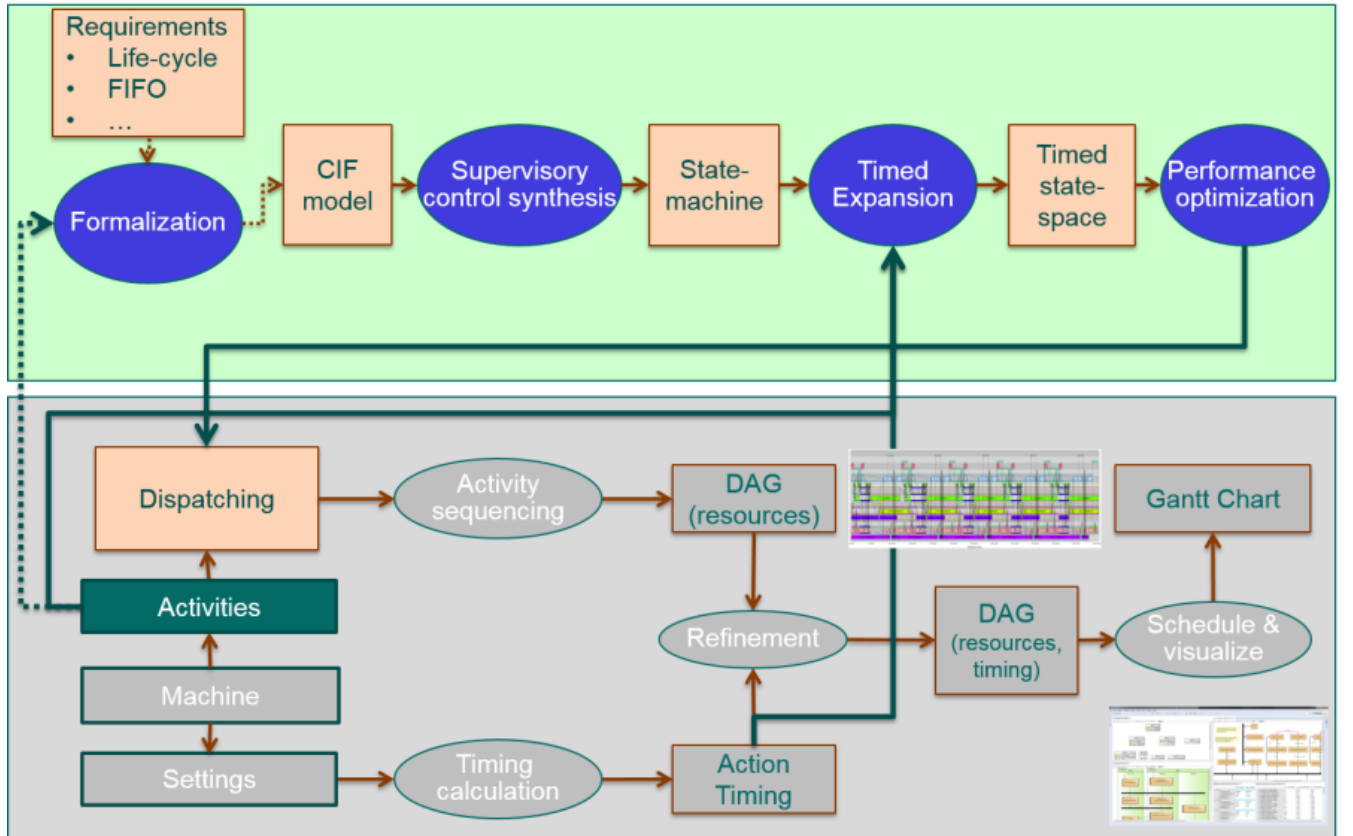 Requirements
• Life-cycle
• FIFO
• ...
Formalization
CIF
model
Supervisory
control synthesis
State-
machine
Timed
Expansion
Timed
state-
space
Performance
optimization
Dispatching
Activity
sequencing
DAG
(resources)
Gantt Chart
Activities
Refinement
DAG
(resources,
timing)
Schedule &
visualize
Machine
Settings
Timing
calculation
Action
Timing